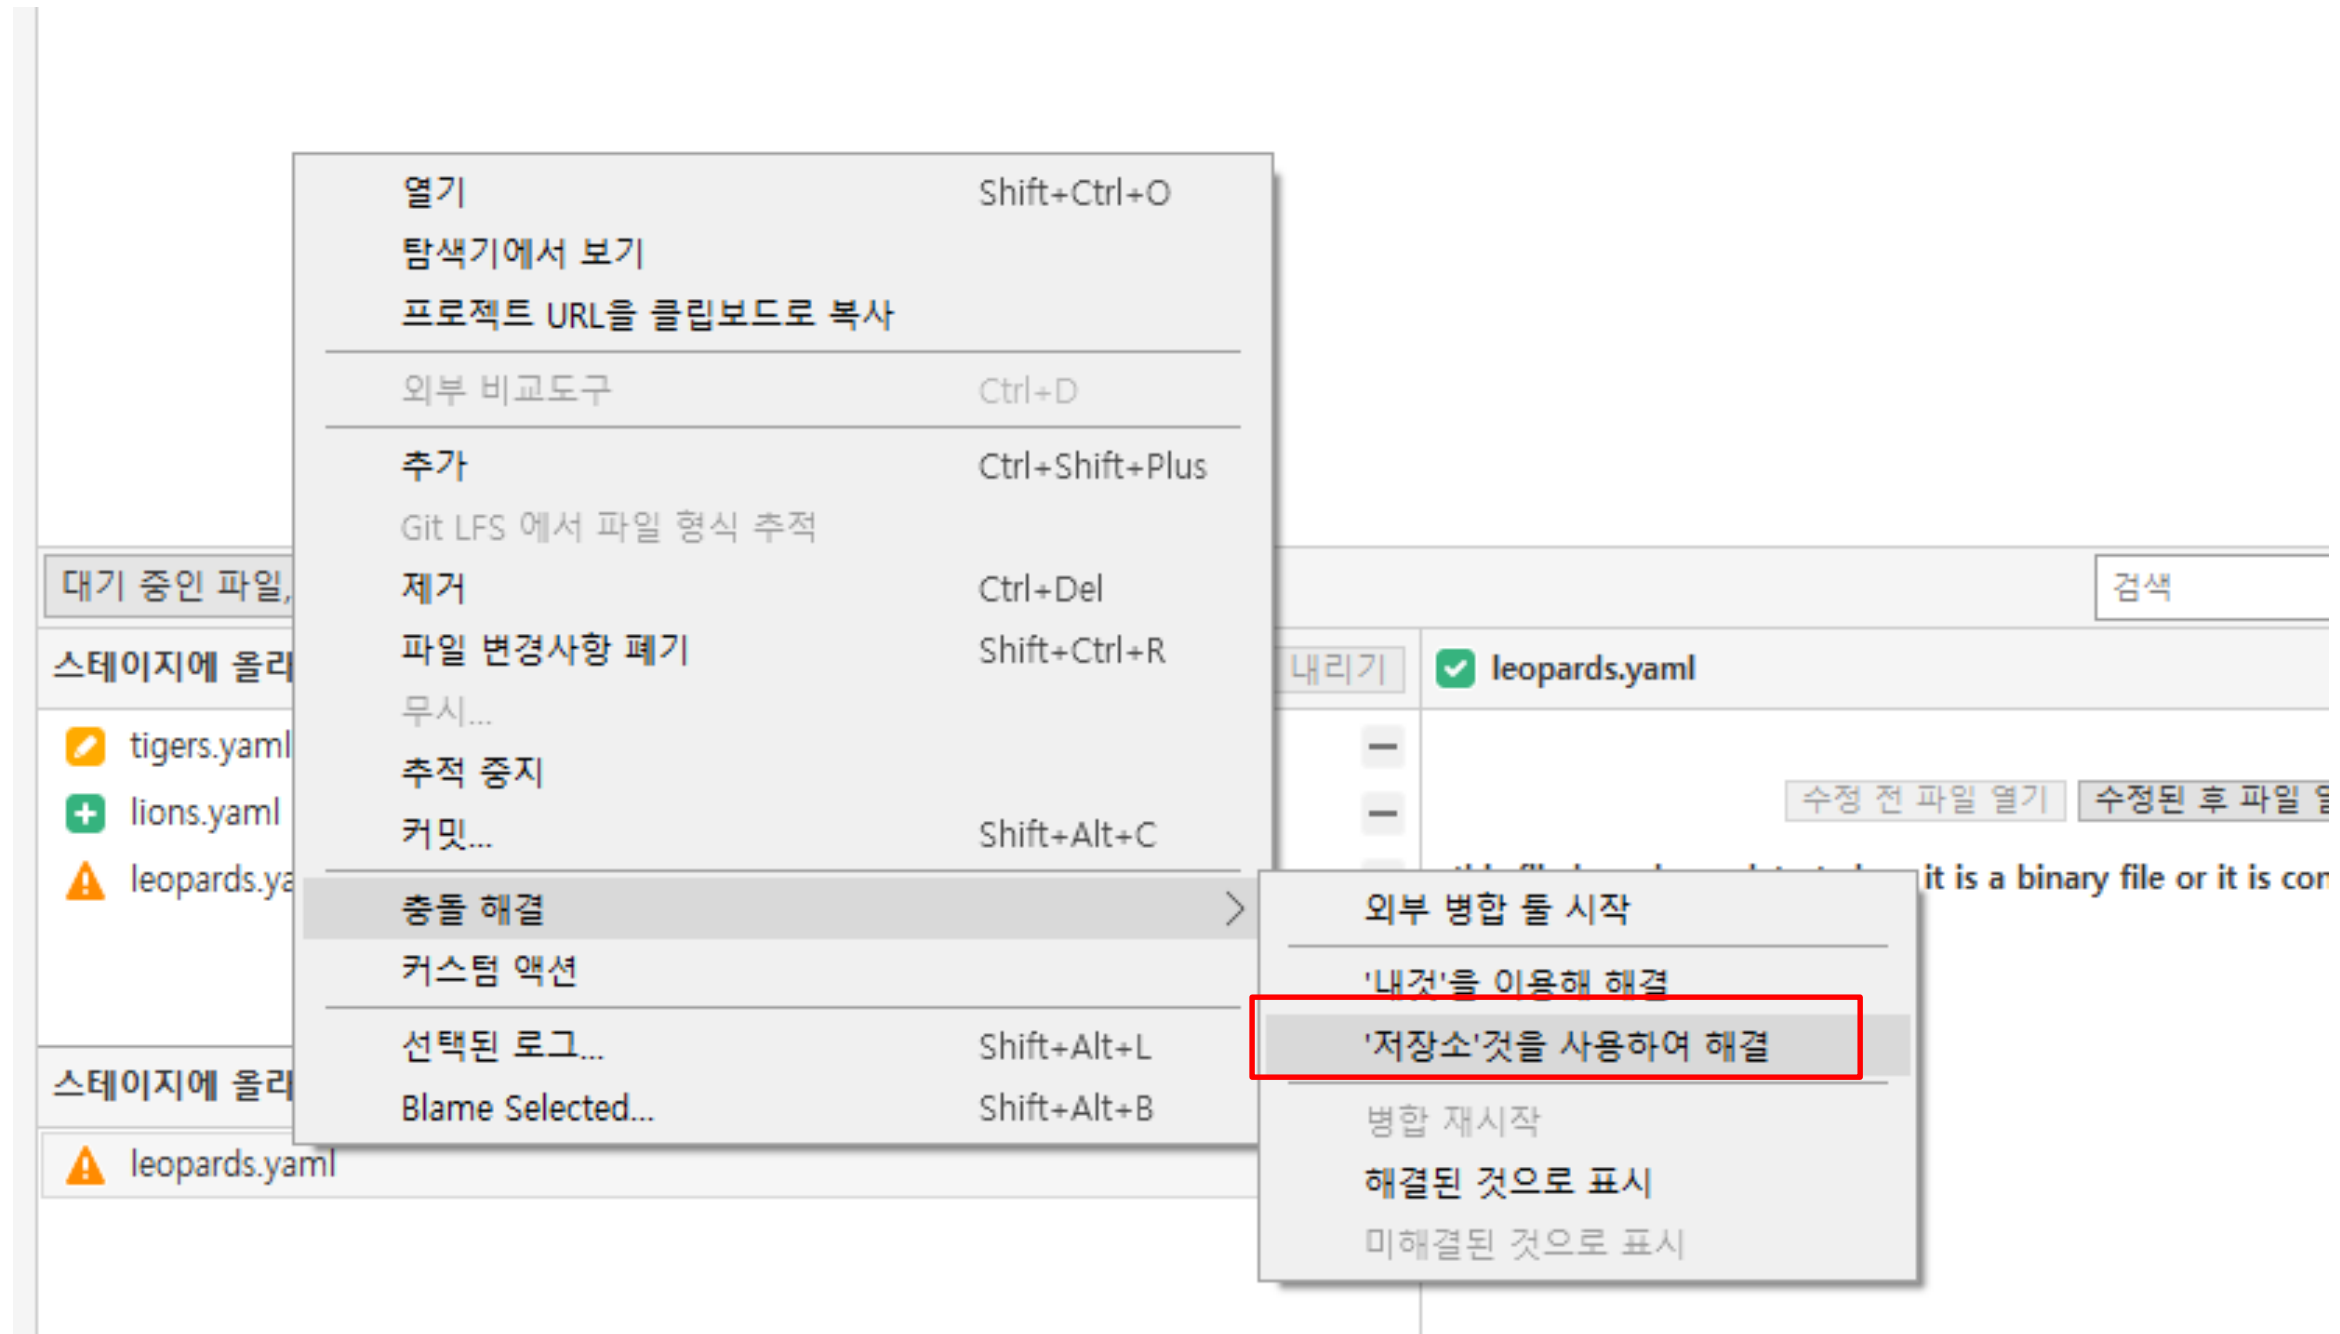 열기 Shift+Ctrl+O
탐색기에서 보기
프로젝트 URL을 클립보드로 복사
외부 비교도구 Ctrl+D
추가 Ctrl+Shift+Plus
Git LFS 에서 파일 형식 추적
제거 Ctrl+Del
파일 변경사항 폐기 Shift+Ctrl+R
무시...
추적 중지
커밋... Shift+Alt+C
충돌 해결
커스텀 액션
선택된 로그... Shift+Alt+L
Blame Selected... Shift+Alt+B
외부 병합 툴 시작
'내것'을 이용해 해결
'저장소'것을 사용하여 해결
병합 재시작
해결된 것으로 표시
미해결된 것으로 표시
대기 중인 파일,
검색
스테이지에 올리
내리기
leopards.yaml
tigers.yaml
lions.yaml
leopards.ya
수정 전 파일 열기
수정된 후 파일
it is a binary file or it is cor
스테이지에 올리
leopards.yaml